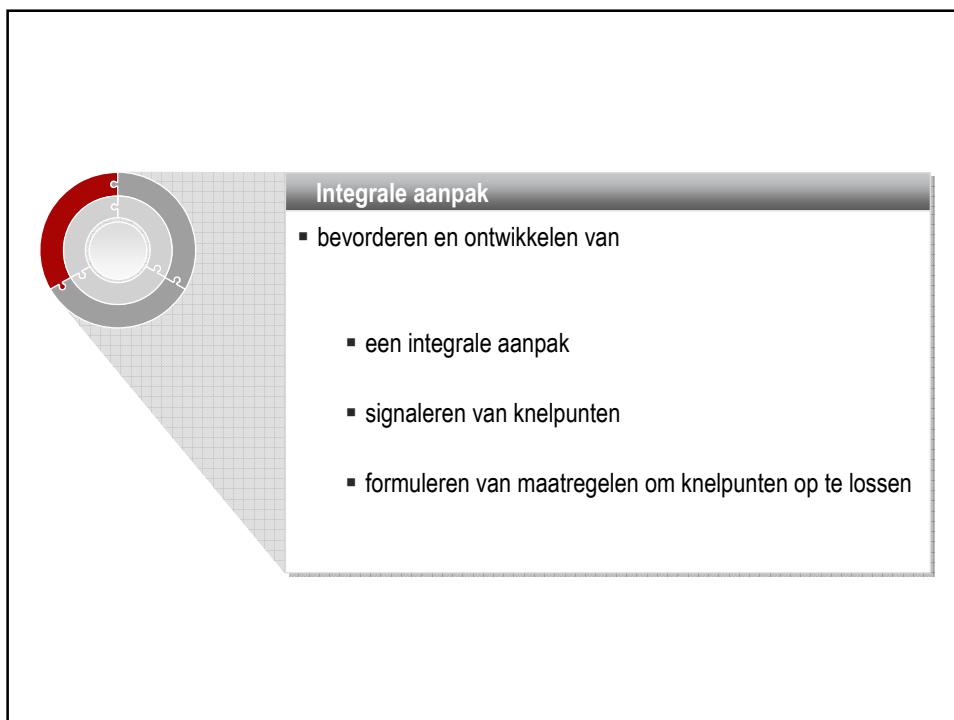 Integrale aanpak
▪ bevorderen en ontwikkelen van
▪ een integrale aanpak
▪ signaleren van knelpunten
▪ formuleren van maatregelen om knelpunten op te lossen